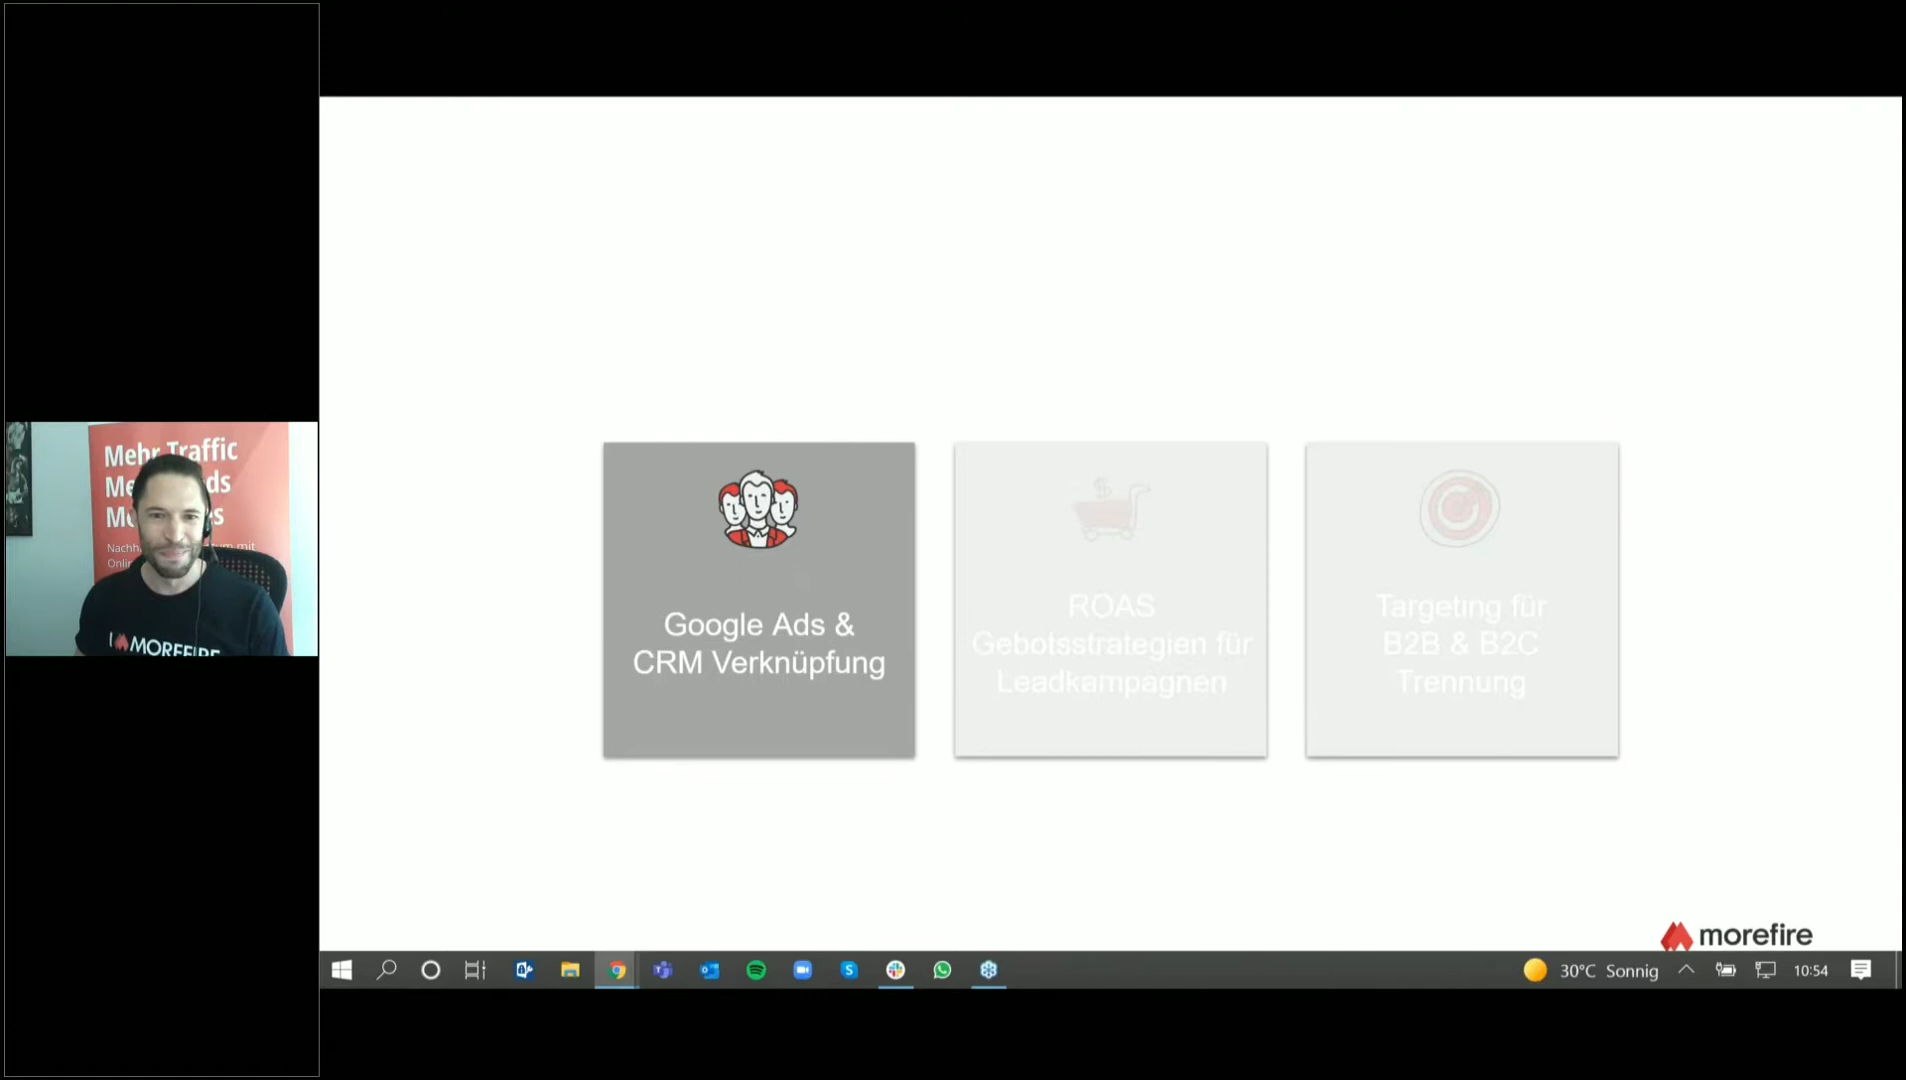 Mehr Traffic
I MOREFIRE
Google Ads &
CRM Verknüpfung
ROAS
Gebotsstrategien für
Leadkampagnen
Targeting für
B2B & B2C
Trennung
morefire
30°C Sonnig
10:54